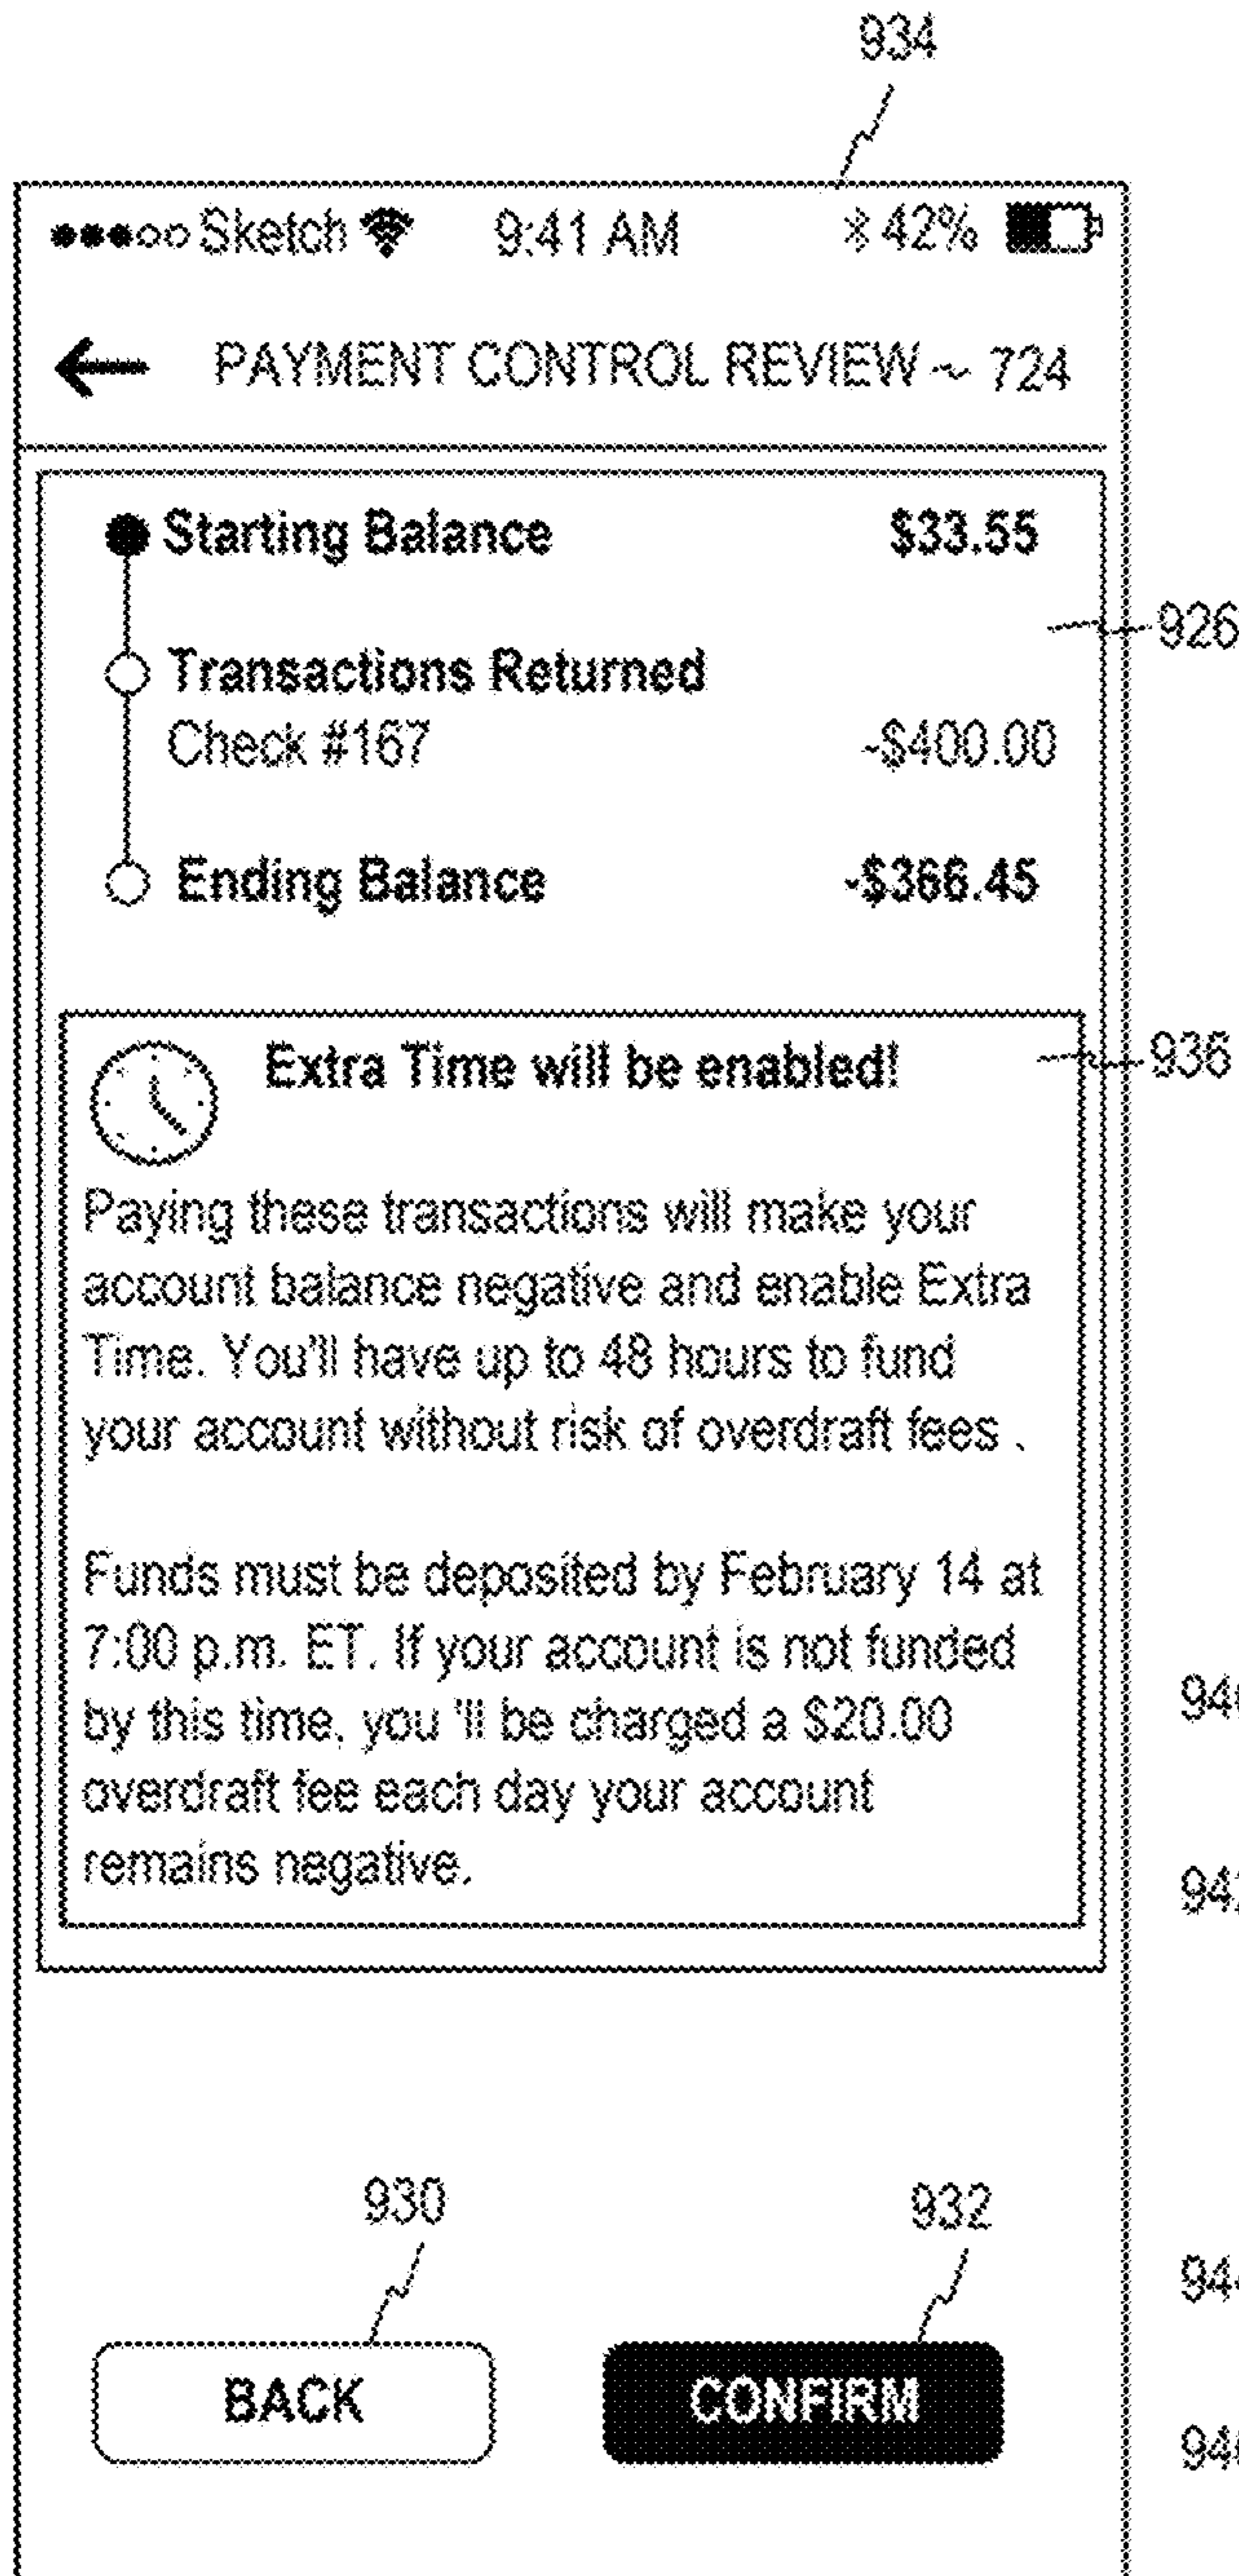 934
Sketch 9:41 AM 42%
PAYMENT CONTROL REVIEW ~ 724
Starting Balance $33.55
926
Transactions Returned
Check #167 -$400.00
Ending Balance -$366.45
Extra Time will be enabled! 936
Paying these transactions will make your
account balance negative and enable Extra
Time. You'll have up to 48 hours to fund
your account without risk of overdraft fees .
Funds must be deposited by February 14 at
7:00 p.m. ET. If your account is not funded
by this time, you 'll be charged a $20.00
overdraft fee each day your account
remains negative.
930 932
BACK CONFIRM